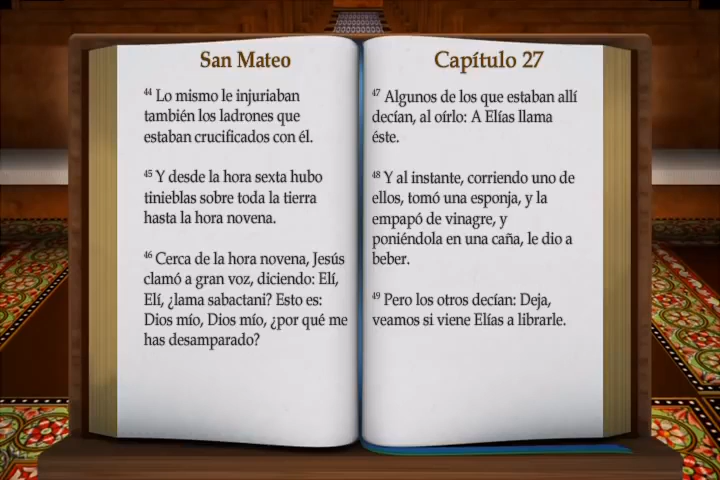 San Mateo
44 Lo mismo le injuriaban
también los ladrones que
estaban crucificados con él.
45 Y desde la hora sexta hubo
tinieblas sobre toda la tierra
hasta la hora novena.
46 Cerca de la hora novena, Jesús
clamó a gran voz, diciendo: Elí,
Elí, ¿lama sabactani? Esto es:
Dios mío, Dios mío, ¿por qué me
has desamparado?
Capítulo 27
47 Algunos de los que estaban allí
decían, al oírlo: A Elías llama
éste.
48 Y al instante, corriendo uno de
ellos, tomó una esponja, y la
empapó de vinagre, y
poniéndola en una caña, le dio a
beber.
49 Pero los otros decían: Deja,
veamos si viene Elías a librarle.